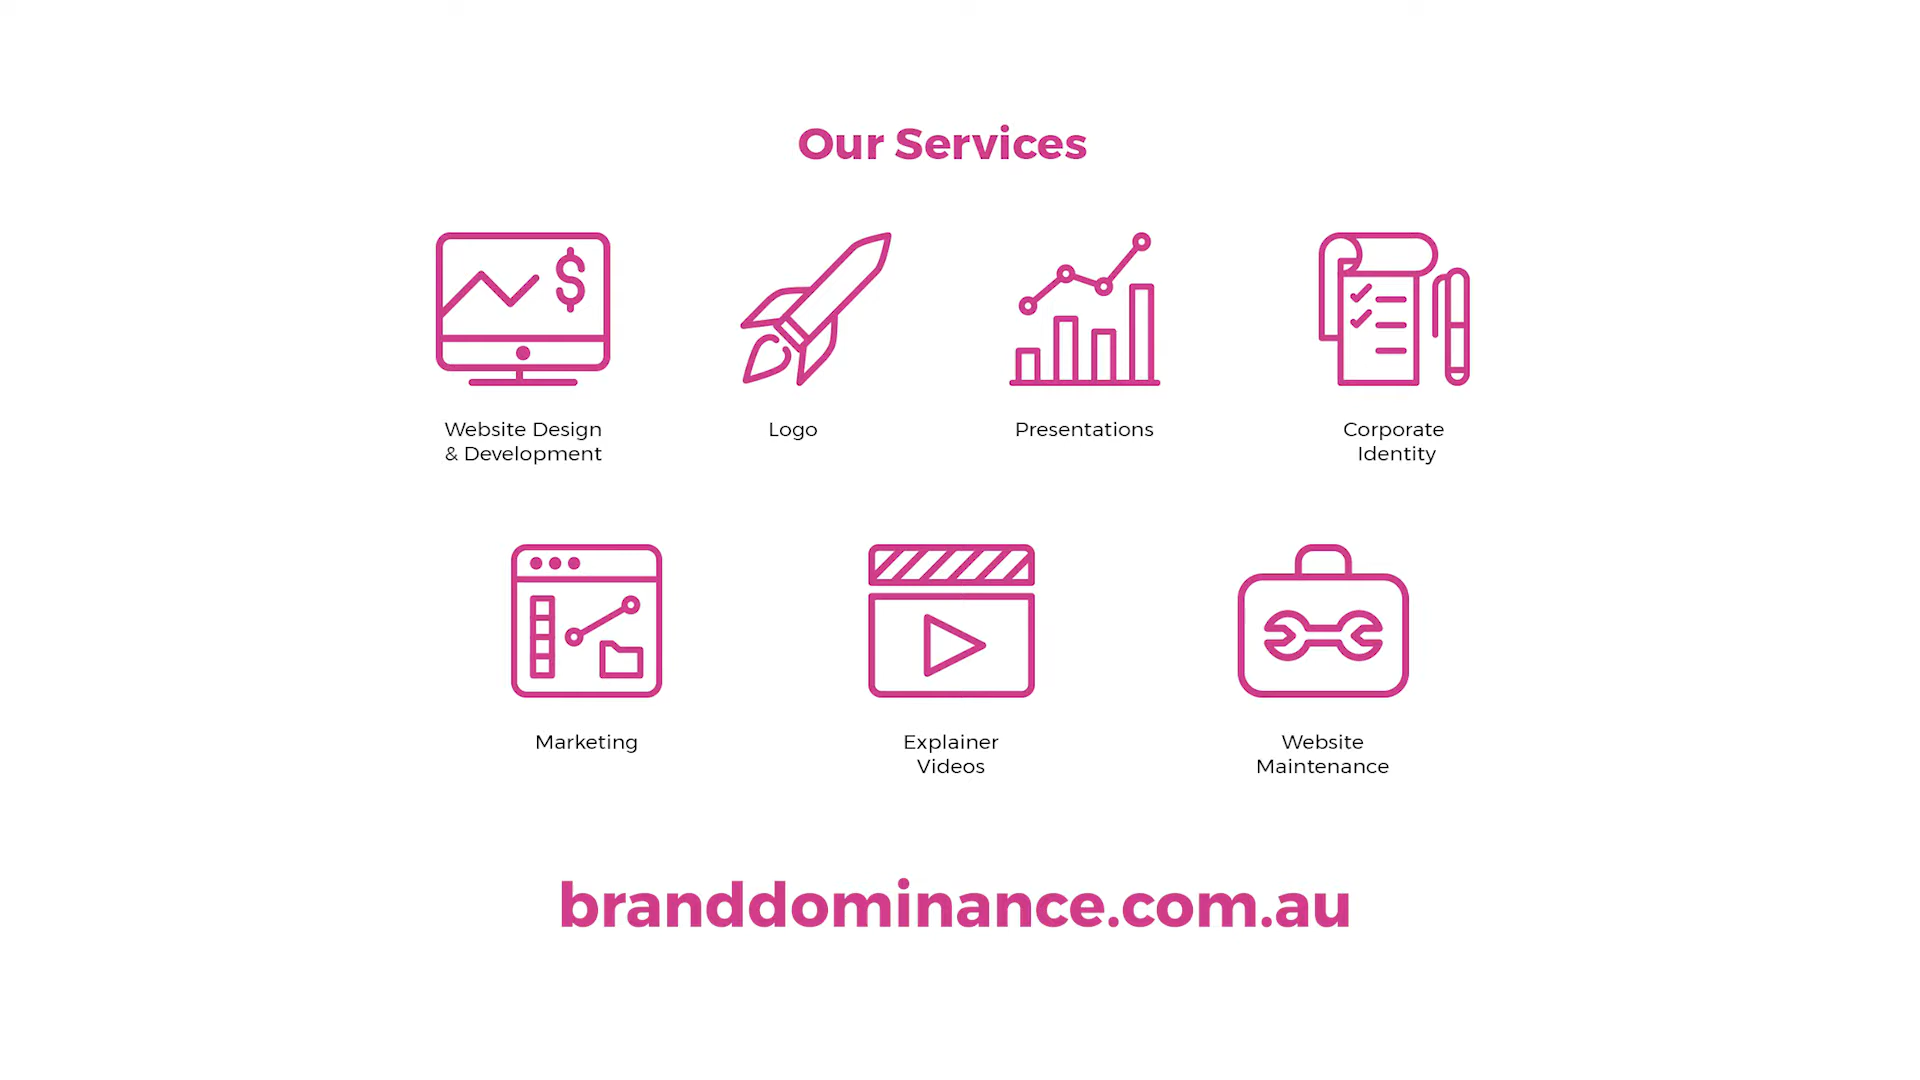 Our Services
$
Website Design
& Development
Logo
Presentations
Corporate
Identity
Marketing
Explainer
Videos
Website
Maintenance
branddominance.com.au